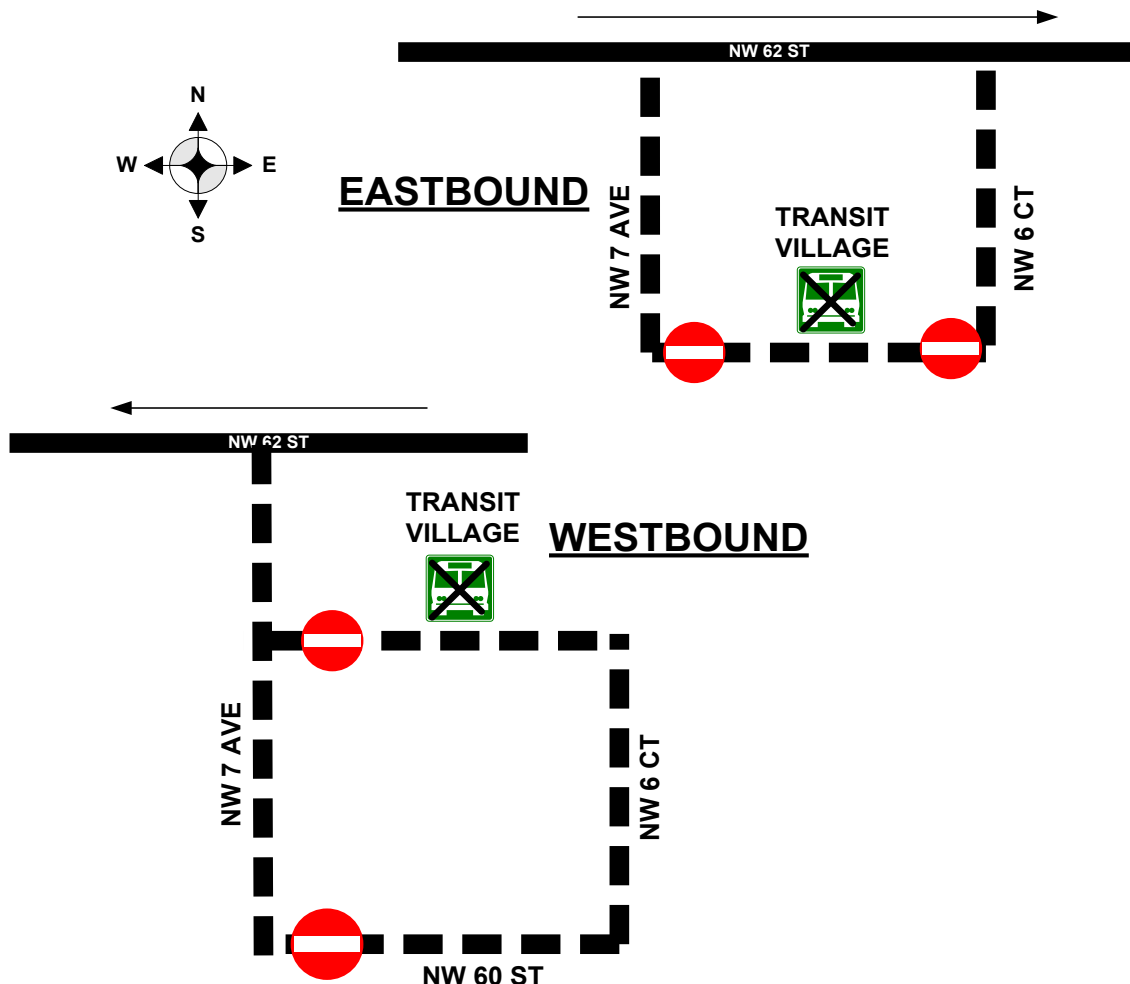 NW 62 ST
N
W
E
S
EASTBOUND
NW 7 AVE
TRANSIT
VILLAGE
NW 6 CT
NW 62 ST
TRANSIT
VILLAGE
WESTBOUND
NW 7 AVE
NW 6 CT
NW 60 ST